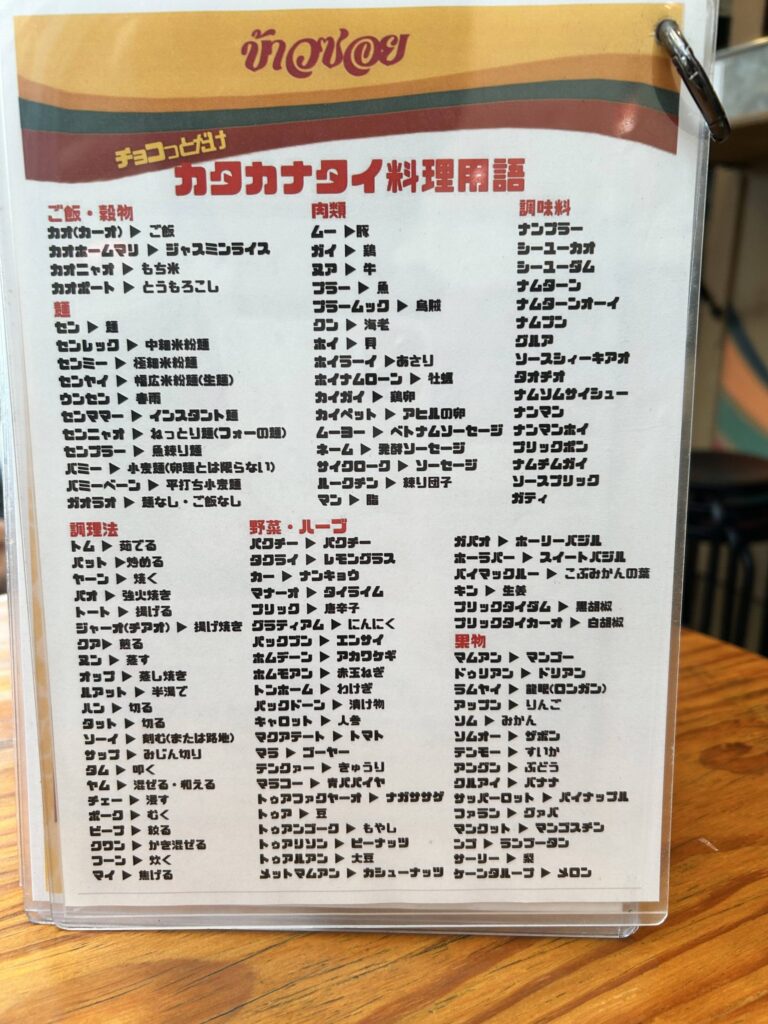 ข้าวซอย
チョコっとだけ
カタカナタイ料理用語
ご飯・穀物
カオ(カーオ) ▶ ご飯
カオホームマリ ▶ ジャスミンライス
カオニャオ ▶ もち米
カオポート ▶ とうもろこし
麺
セン ▶ 麺
センレック ▶ 中細米粉麺
センミー ▶ 極細米粉麺
センヤイ ▶ 幅広米粉麺(生麺)
ウンセン ▶ 春雨
センママー ▶ インスタント麺
センニャオ ▶ ねっとり麺(フォーの麺)
センプラー ▶ 魚練り麺
バミー ▶ 小麦麺(卵麺とは限らない)
バミーペーン ▶ 平打ち小麦麺
ガオラオ ▶ 麺なし・ご飯なし
肉類
ムー ▶豚
ガイ ▶ 鶏
ヌア ▶ 牛
プラー ▶ 魚
プラームック ▶ 烏賊
クン ▶ 海老
ホイ ▶ 貝
ホイラーイ ▶あさり
ホイナムローン ▶ 牡蠣
カイガイ ▶ 鶏卵
カイペット ▶ アヒルの卵
ムーヨー ▶ ベトナムソーセージ
ネーム ▶ 発酵ソーセージ
サイクローク ▶ ソーセージ
ルークチン ▶ 練り団子
マン ▶ 脂
調味料
ナンプラー
シーユーカオ
シーユーダム
ナムターン
ナムターンオーイ
ナムプン
グルア
ソースシィーキアオ
タオチオ
ナムソムサイシュー
ナンマン
ナンマンホイ
プリックポン
ナムチムガイ
ソースプリック
ガティ
調理法
トム ▶ 茹でる
パット ▶炒める
ヤーン ▶ 焼く
パオ ▶ 強火焼き
トート ▶ 揚げる
ジャーオ(チアオ) ▶ 揚げ焼き
クア▶ 煎る
ヌン ▶ 蒸す
オップ ▶ 蒸し焼き
ルアット ▶ 半満て
ハン ▶ 切る
タット ▶ 切る
ソーイ ▶ 刻む(または路地)
サップ ▶ みじん切り
タム ▶ 叩く
ヤム ▶ 混ぜる・和える
チェー ▶ 浸す
ポーク ▶ むく
ビープ ▶ 絞る
クワン ▶ かき混ぜる
フーン ▶ 炊く
マイ ▶ 焦げる
野菜・ハーブ
パクチー ▶ パクチー
タクライ ▶ レモングラス
カー ▶ ナンキョウ
マナーオ ▶ タイライム
プリック ▶ 唐辛子
グラティアム ▶ にんにく
パックブン ▶ エンサイ
ホムデーン ▶ アカワケギ
ホムモアン ▶ 赤玉ねぎ
トンホーム ▶ わけぎ
パックドーン ▶ 漬け物
キャロット ▶ 人参
マクアテート ▶ トマト
マラ ▶ ゴーヤー
テンクァー ▶ きゅうり
マラコー ▶ 青パパイヤ
トゥアファクヤーオ ▶ ナガササゲ
トゥア ▶ 豆
トゥアンゴーク ▶ もやし
トゥアリソン ▶ ピーナッツ
トゥアルアン ▶ 大豆
メットマムアン ▶ カシューナッツ
ガパオ ▶ ホーリーバジル
ホーラパー ▶ スイートバジル
バイマックルー ▶ こぶみかんの葉
キン ▶ 生姜
プリックタイダム ▶ 黒胡椒
プリックタイカーオ ▶ 白胡椒
果物
マムアン ▶ マンゴー
ドゥリアン ▶ ドリアン
ラムヤイ ▶ 龍眼(ロンガン)
アップン ▶ りんご
ソム ▶ みかん
ソムオー ▶ ザボン
テンモー ▶ すいか
アングン ▶ ぶどう
クルアイ ▶ バナナ
サッパーロット ▶ パイナップル
ファラン ▶ グァバ
マンクット ▶ マンゴスチン
ンゴ ▶ ランブータン
サーリー ▶ 梨
ケーンタループ ▶ メロン